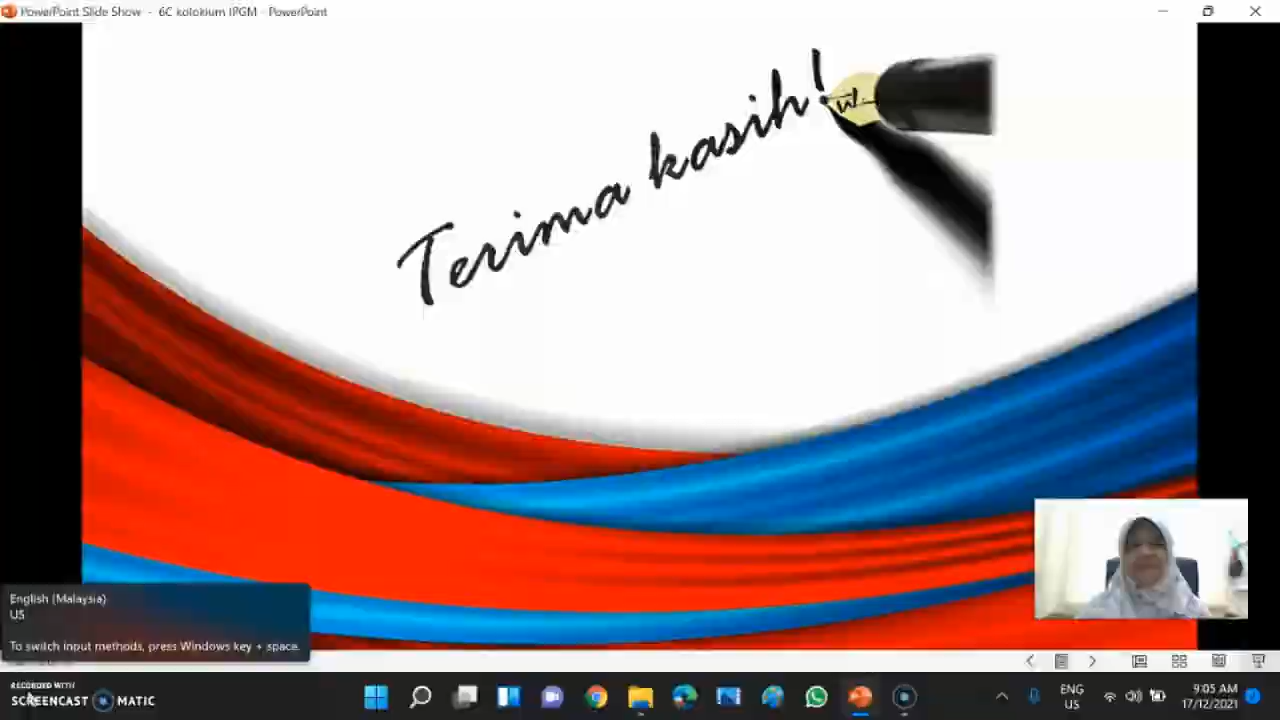 PowerPoint Slide Show - 6C kolokium IPGM - PowerPoint
Terima kasih!
English (Malaysia)
US
To switch input methods, press Windows key + space.
RECORDED WITH
SCREENCAST MATIC
ENG
US
9:05 AM
17/12/2021